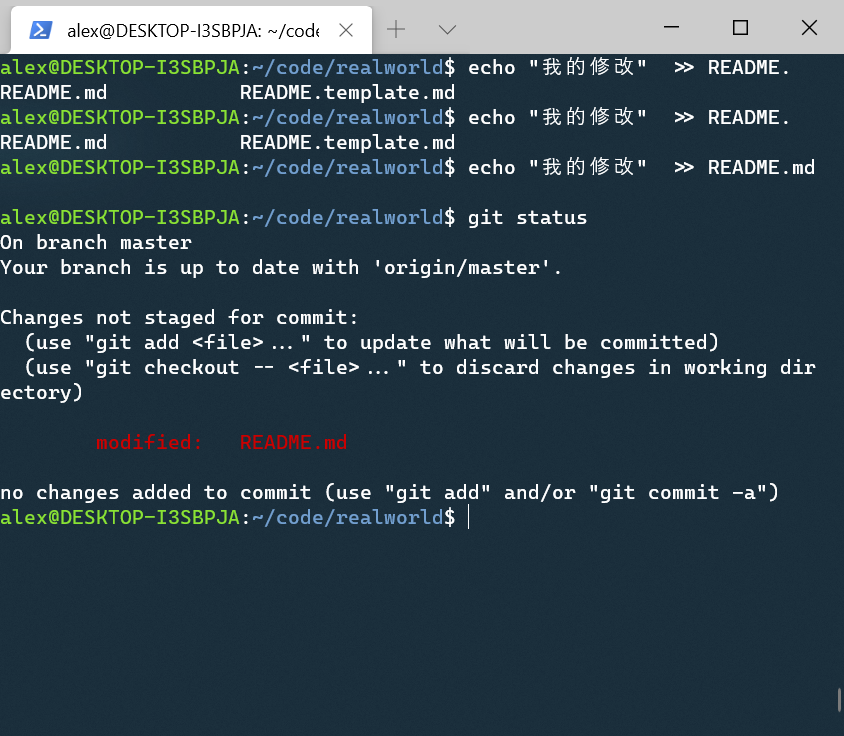 alex@DESKTOP-I3SBPJA: ~/code
alex@DESKTOP-I3SBPJA:~/code/realworld$ echo "我的修改"  >> README.
README.md           README.template.md
alex@DESKTOP-I3SBPJA:~/code/realworld$ echo "我的修改"  >> README.
README.md           README.template.md
alex@DESKTOP-I3SBPJA:~/code/realworld$ echo "我的修改"  >> README.md
alex@DESKTOP-I3SBPJA:~/code/realworld$ git status
On branch master
Your branch is up to date with 'origin/master'.
Changes not staged for commit:
  (use "git add <file>..." to update what will be committed)
  (use "git checkout -- <file>..." to discard changes in working dir
ectory)
        modified:   README.md
no changes added to commit (use "git add" and/or "git commit -a")
alex@DESKTOP-I3SBPJA:~/code/realworld$